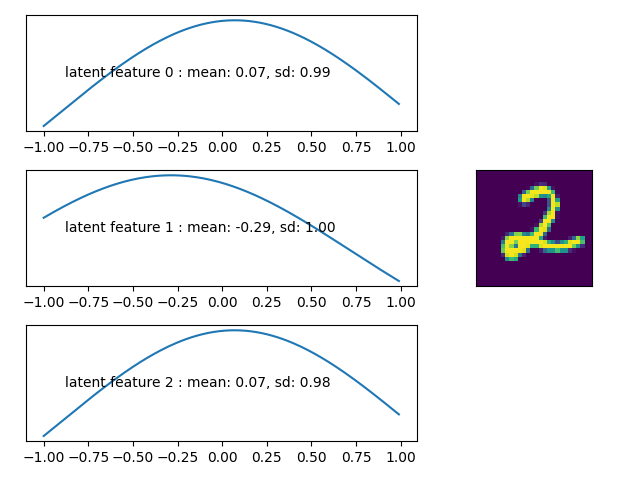 latent feature 0 : mean: 0.07, sd: 0.99
−1.00 −0.75 −0.50 −0.25 0.00 0.25 0.50 0.75 1.00
latent feature 1 : mean: -0.29, sd: 1.00
2
−1.00 −0.75 −0.50 −0.25 0.00 0.25 0.50 0.75 1.00
latent feature 2 : mean: 0.07, sd: 0.98
−1.00 −0.75 −0.50 −0.25 0.00 0.25 0.50 0.75 1.00